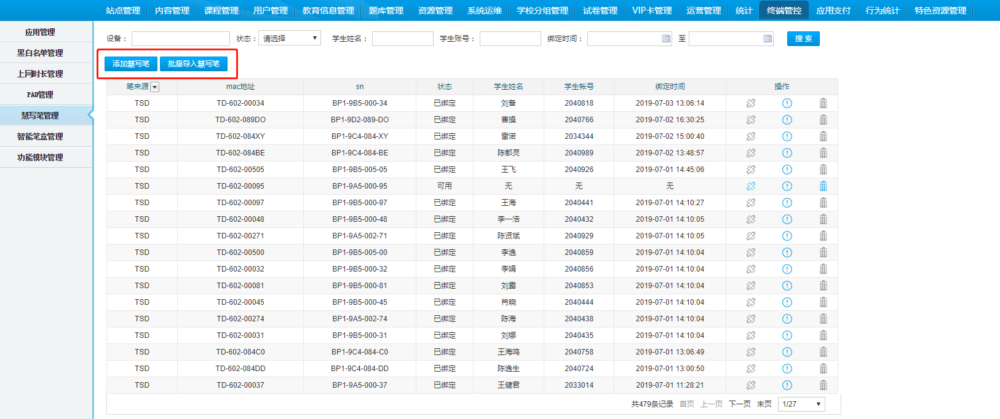 站点管理 内容管理 课程管理 用户管理 教育信息管理 题库管理 资源管理 系统运维 学校分组管理 试卷管理 VIP卡管理 运营管理 统计 终端管控 应用支付 行为统计 特色资源管理
应用管理
黑白名单管理
上网时长管理
PAD管理
慧写笔管理
智能笔盒管理
功能模块管理
设备： 状态： 请选择 学生姓名： 学生账号： 绑定时间： 至 搜 索
添加慧写笔 批量导入慧写笔
笔来源 mac地址 sn 状态 学生姓名 学生帐号 绑定时间 操作
TSD TD-602-00034 BP1-9B5-000-34 已绑定 刘备 2040818 2019-07-03 13:06:14
TSD TD-602-089DO BP1-9D2-089-DO 已绑定 曹操 2040766 2019-07-02 16:30:25
TSD TD-602-084XY BP1-9C4-084-XY 已绑定 雷诺 2034344 2019-07-02 15:00:40
TSD TD-602-084BE BP1-9C4-084-BE 已绑定 陈都灵 2040989 2019-07-02 13:48:57
TSD TD-602-00505 BP1-9B5-005-05 已绑定 王飞 2040926 2019-07-01 14:45:06
TSD TD-602-00095 BP1-9A5-000-95 可用 无 无 无
TSD TD-602-00097 BP1-9B5-000-97 已绑定 王海 2040441 2019-07-01 14:10:27
TSD TD-602-00048 BP1-9B5-000-48 已绑定 李一浩 2040432 2019-07-01 14:10:05
TSD TD-602-00271 BP1-9A5-002-71 已绑定 陈贤斌 2040929 2019-07-01 14:10:05
TSD TD-602-00500 BP1-9B5-005-00 已绑定 李逸 2040859 2019-07-01 14:10:04
TSD TD-602-00032 BP1-9B5-000-32 已绑定 李娟 2040856 2019-07-01 14:10:04
TSD TD-602-00081 BP1-9B5-000-81 已绑定 刘露 2040853 2019-07-01 14:10:04
TSD TD-602-00045 BP1-9B5-000-45 已绑定 肖晓 2040444 2019-07-01 14:10:04
TSD TD-602-00274 BP1-9A5-002-74 已绑定 陈海 2040438 2019-07-01 14:10:04
TSD TD-602-00031 BP1-9B5-000-31 已绑定 刘娜 2040435 2019-07-01 14:10:04
TSD TD-602-084C0 BP1-9C4-084-C0 已绑定 王海鸣 2040758 2019-07-01 13:06:49
TSD TD-602-084DD BP1-9C4-084-DD 已绑定 陈逸生 2040724 2019-07-01 13:00:50
TSD TD-602-00037 BP1-9A5-000-37 已绑定 王健君 2033014 2019-07-01 11:28:21
共479条记录 首页 上一页 下一页 末页 1/27